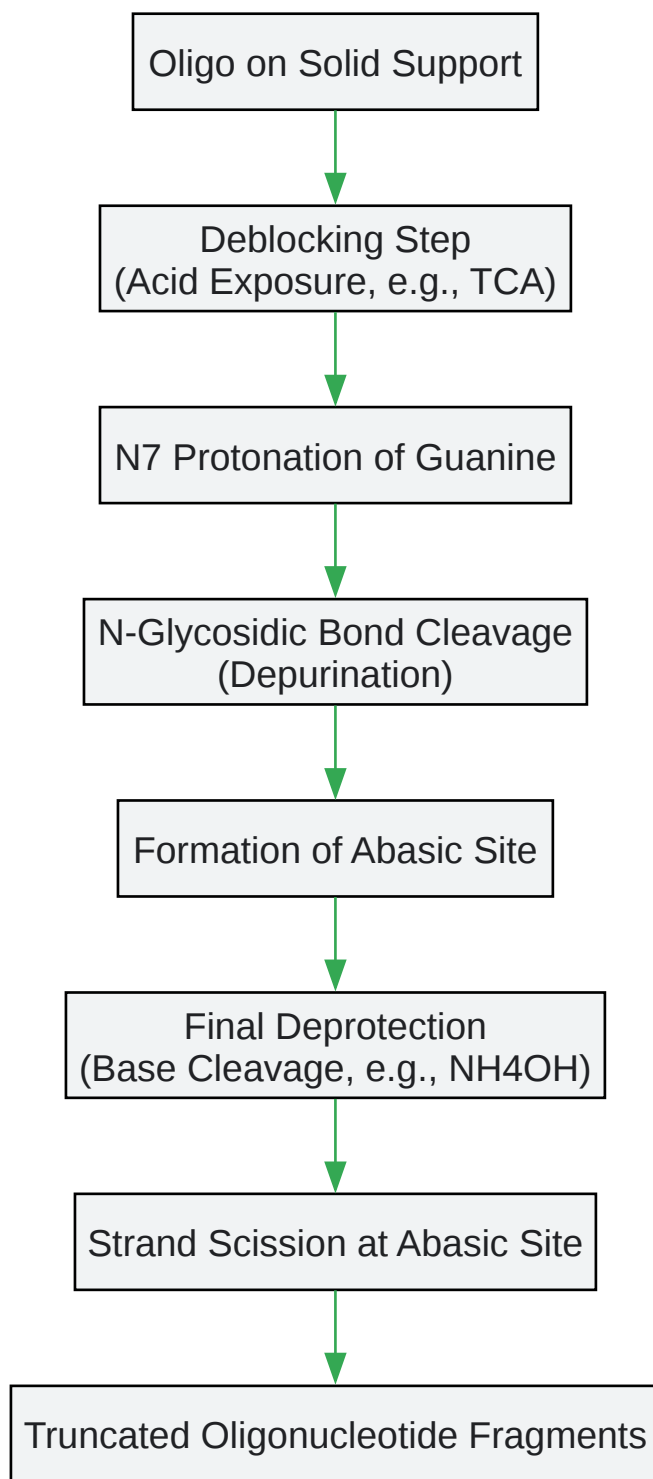 Oligo on Solid Support
Deblocking Step
(Acid Exposure, e.g., TCA)
N7 Protonation of Guanine
N-Glycosidic Bond Cleavage
(Depurination)
Formation of Abasic Site
Final Deprotection
(Base Cleavage, e.g., NH4OH)
Strand Scission at Abasic Site
Truncated Oligonucleotide Fragments